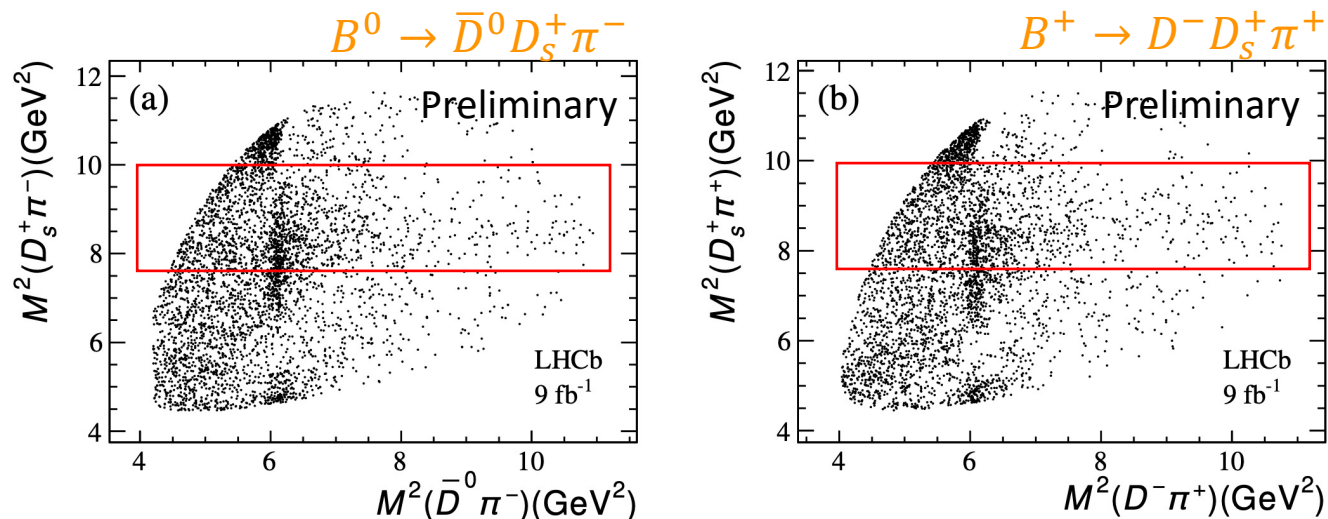 B⁰ → D̅⁰ D_s⁺ π⁻
B⁺ → D⁻ D_s⁺ π⁺
M²(D_s⁺π⁻)(GeV²)
12
10
8
6
4
(a)
Preliminary
LHCb
9 fb⁻¹
4 6 8 10
M²(D̅⁰π⁻)(GeV²)
M²(D_s⁺π⁺)(GeV²)
12
10
8
6
4
(b)
Preliminary
LHCb
9 fb⁻¹
4 6 8 10
M²(D⁻π⁺)(GeV²)